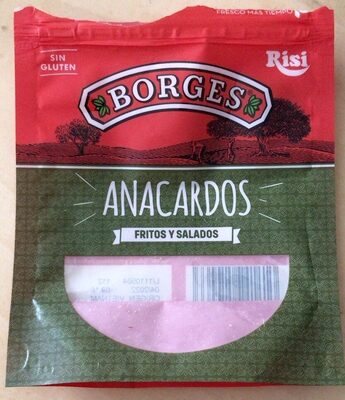 FRESCO MÁS TIEMPO
SIN
GLUTEN
Risi
BORGES
ANACARDOS
FRITOS Y SALADOS